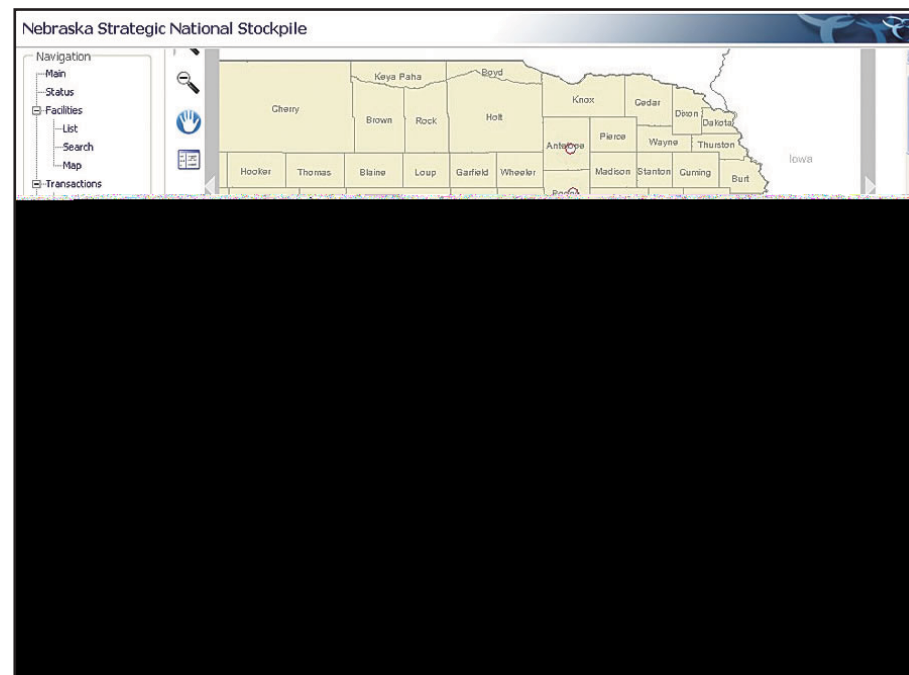 Nebraska Strategic National Stockpile
Navigation
Main
Status
Facilities
List
Search
Map
Transactions
Keya Paha
Boyd
Cherry
Brown
Rock
Holt
Knox
Cedar
Dixon
Dakota
Antelope
Pierce
Wayne
Thurston
Iowa
Hooker
Thomas
Blaine
Loup
Garfield
Wheeler
Madison
Stanton
Cuming
Burt